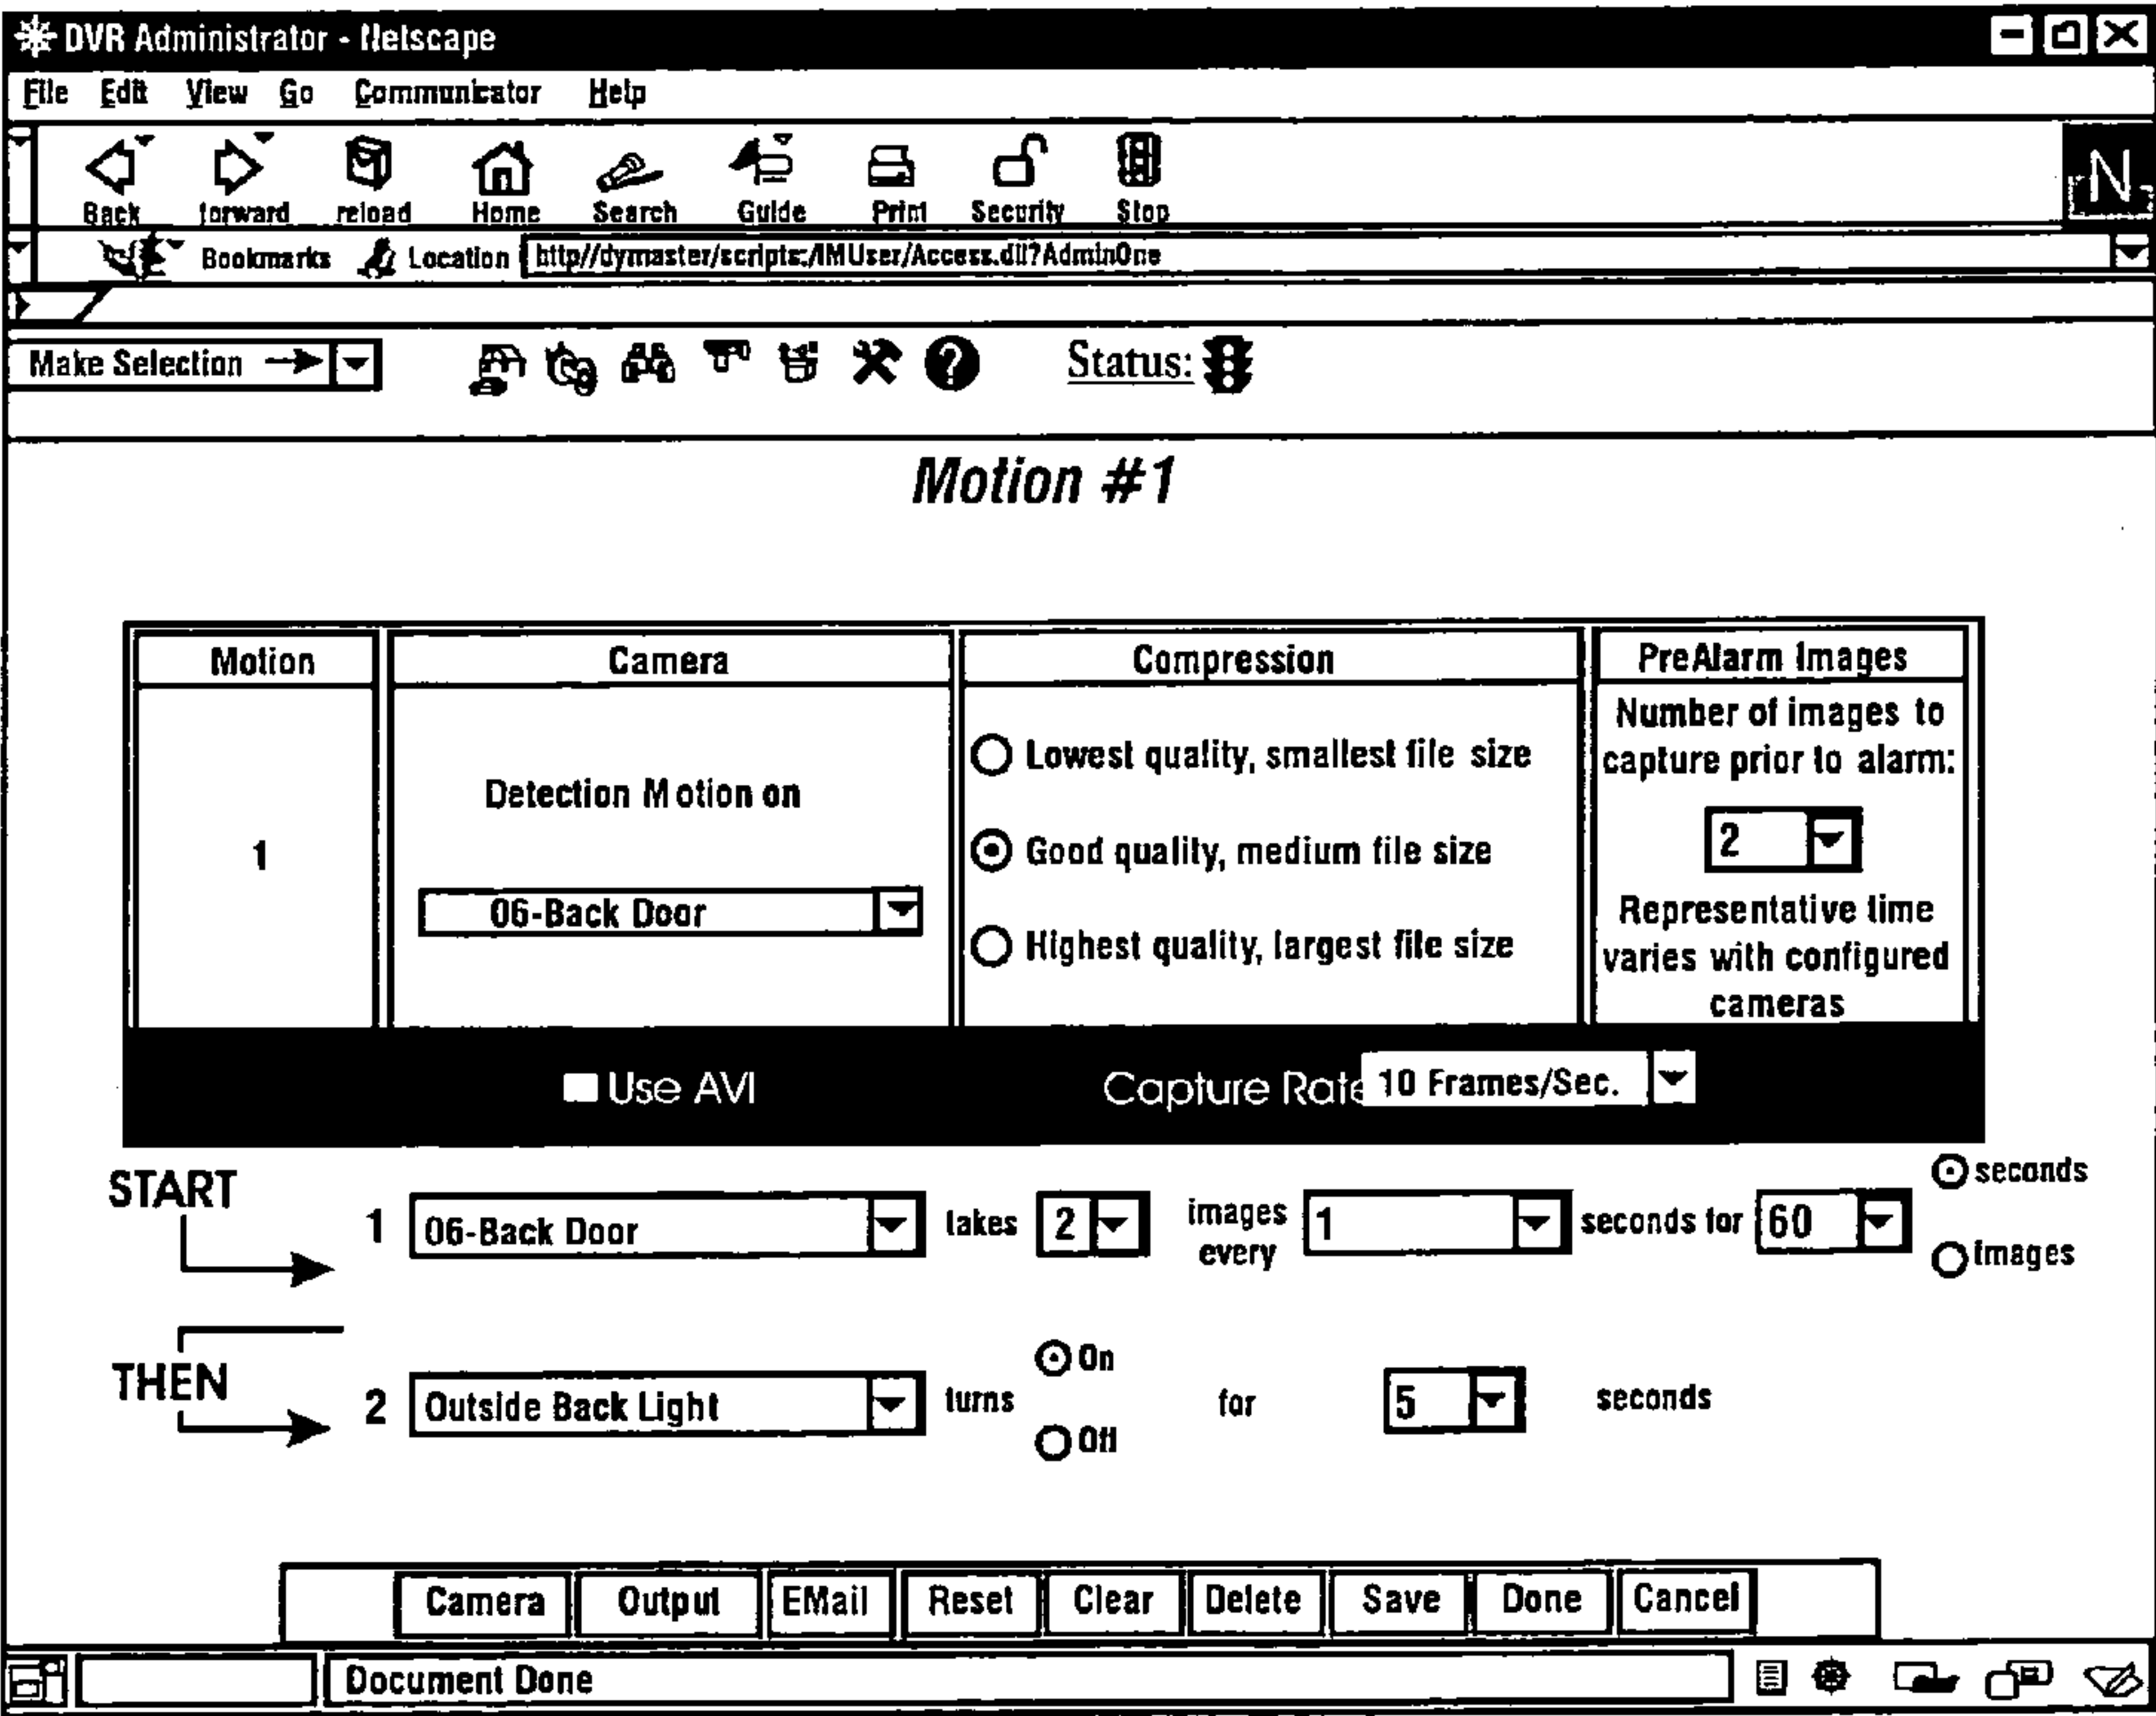 DVR Administrator - Netscape
File Edit View Go Communicator Help
Back forward reload Home Search Guide Print Security Stop
N
Bookmarks Location http//dymaster/scripts:/IMUser/Access.dll?AdminOne
Make Selection Status:
Motion #1
Motion Camera Compression PreAlarm Images
Number of images to
capture prior to alarm:
Lowest quality, smallest file size
Detection Motion on
1 Good quality, medium file size 2
06-Back Door
Representative time
Highest quality, largest file size
varies with configured
cameras
Use AVI Capture Rate 10 Frames/Sec.
START
1 06-Back Door takes 2 images every 1 seconds for 60 seconds images
THEN
2 Outside Back Light turns On Off for 5 seconds
Camera Output EMail Reset Clear Delete Save Done Cancel
Document Done